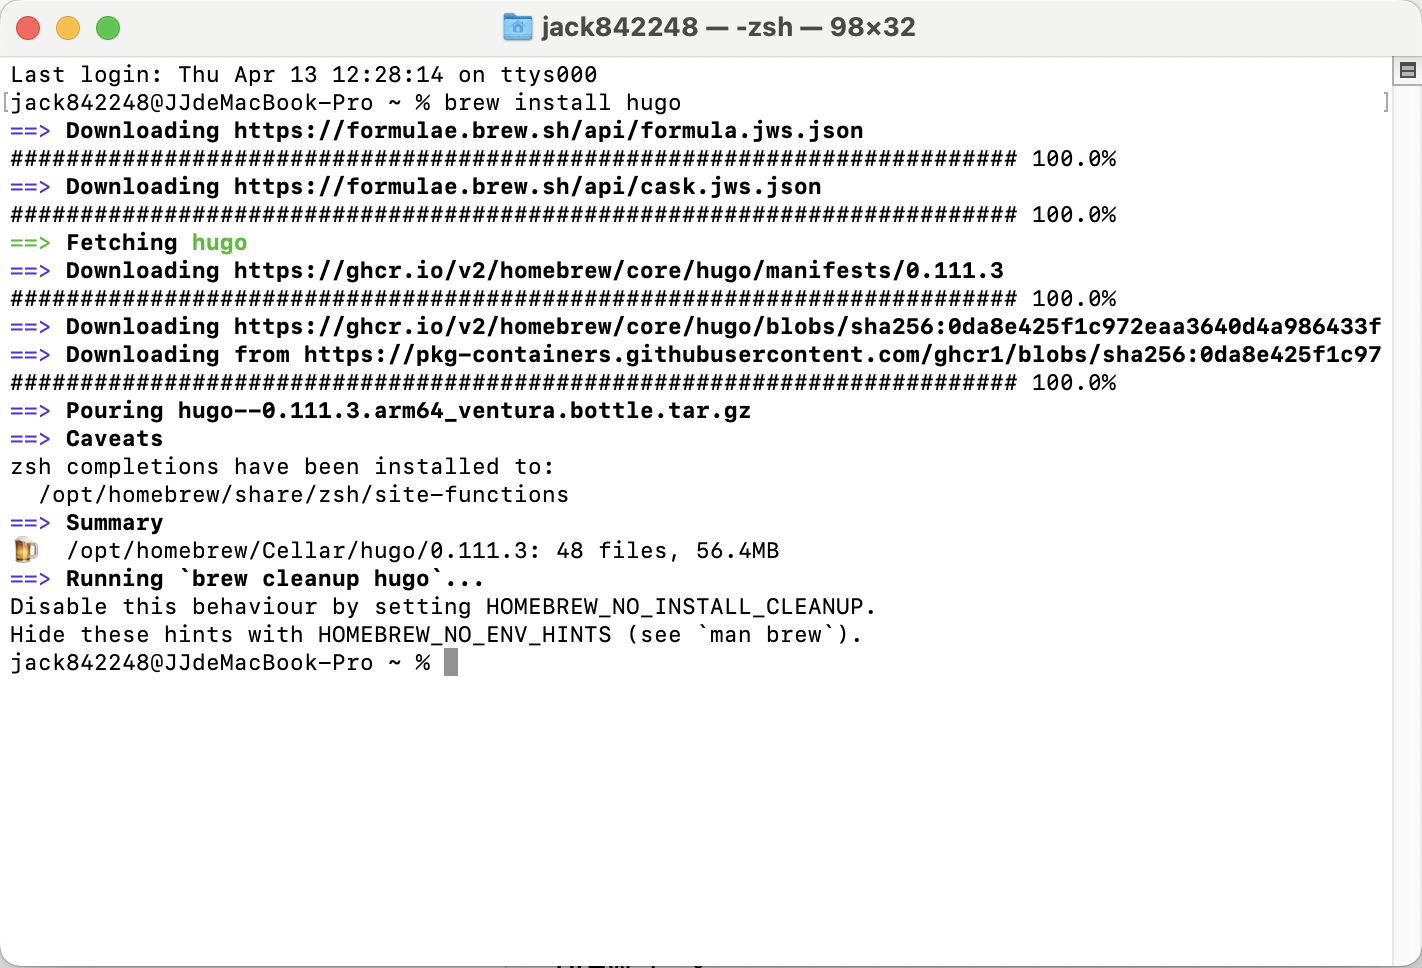 jack842248 — -zsh — 98×32
Last login: Thu Apr 13 12:28:14 on ttys000
[jack842248@JJdeMacBook-Pro ~ % brew install hugo ]
==> Downloading https://formulae.brew.sh/api/formula.jws.json
######################################################################## 100.0%
==> Downloading https://formulae.brew.sh/api/cask.jws.json
######################################################################## 100.0%
==> Fetching hugo
==> Downloading https://ghcr.io/v2/homebrew/core/hugo/manifests/0.111.3
######################################################################## 100.0%
==> Downloading https://ghcr.io/v2/homebrew/core/hugo/blobs/sha256:0da8e425f1c972eaa3640d4a986433f
==> Downloading from https://pkg-containers.githubusercontent.com/ghcr1/blobs/sha256:0da8e425f1c97
######################################################################## 100.0%
==> Pouring hugo--0.111.3.arm64_ventura.bottle.tar.gz
==> Caveats
zsh completions have been installed to:
  /opt/homebrew/share/zsh/site-functions
==> Summary
🍺  /opt/homebrew/Cellar/hugo/0.111.3: 48 files, 56.4MB
==> Running `brew cleanup hugo`...
Disable this behaviour by setting HOMEBREW_NO_INSTALL_CLEANUP.
Hide these hints with HOMEBREW_NO_ENV_HINTS (see `man brew`).
jack842248@JJdeMacBook-Pro ~ %